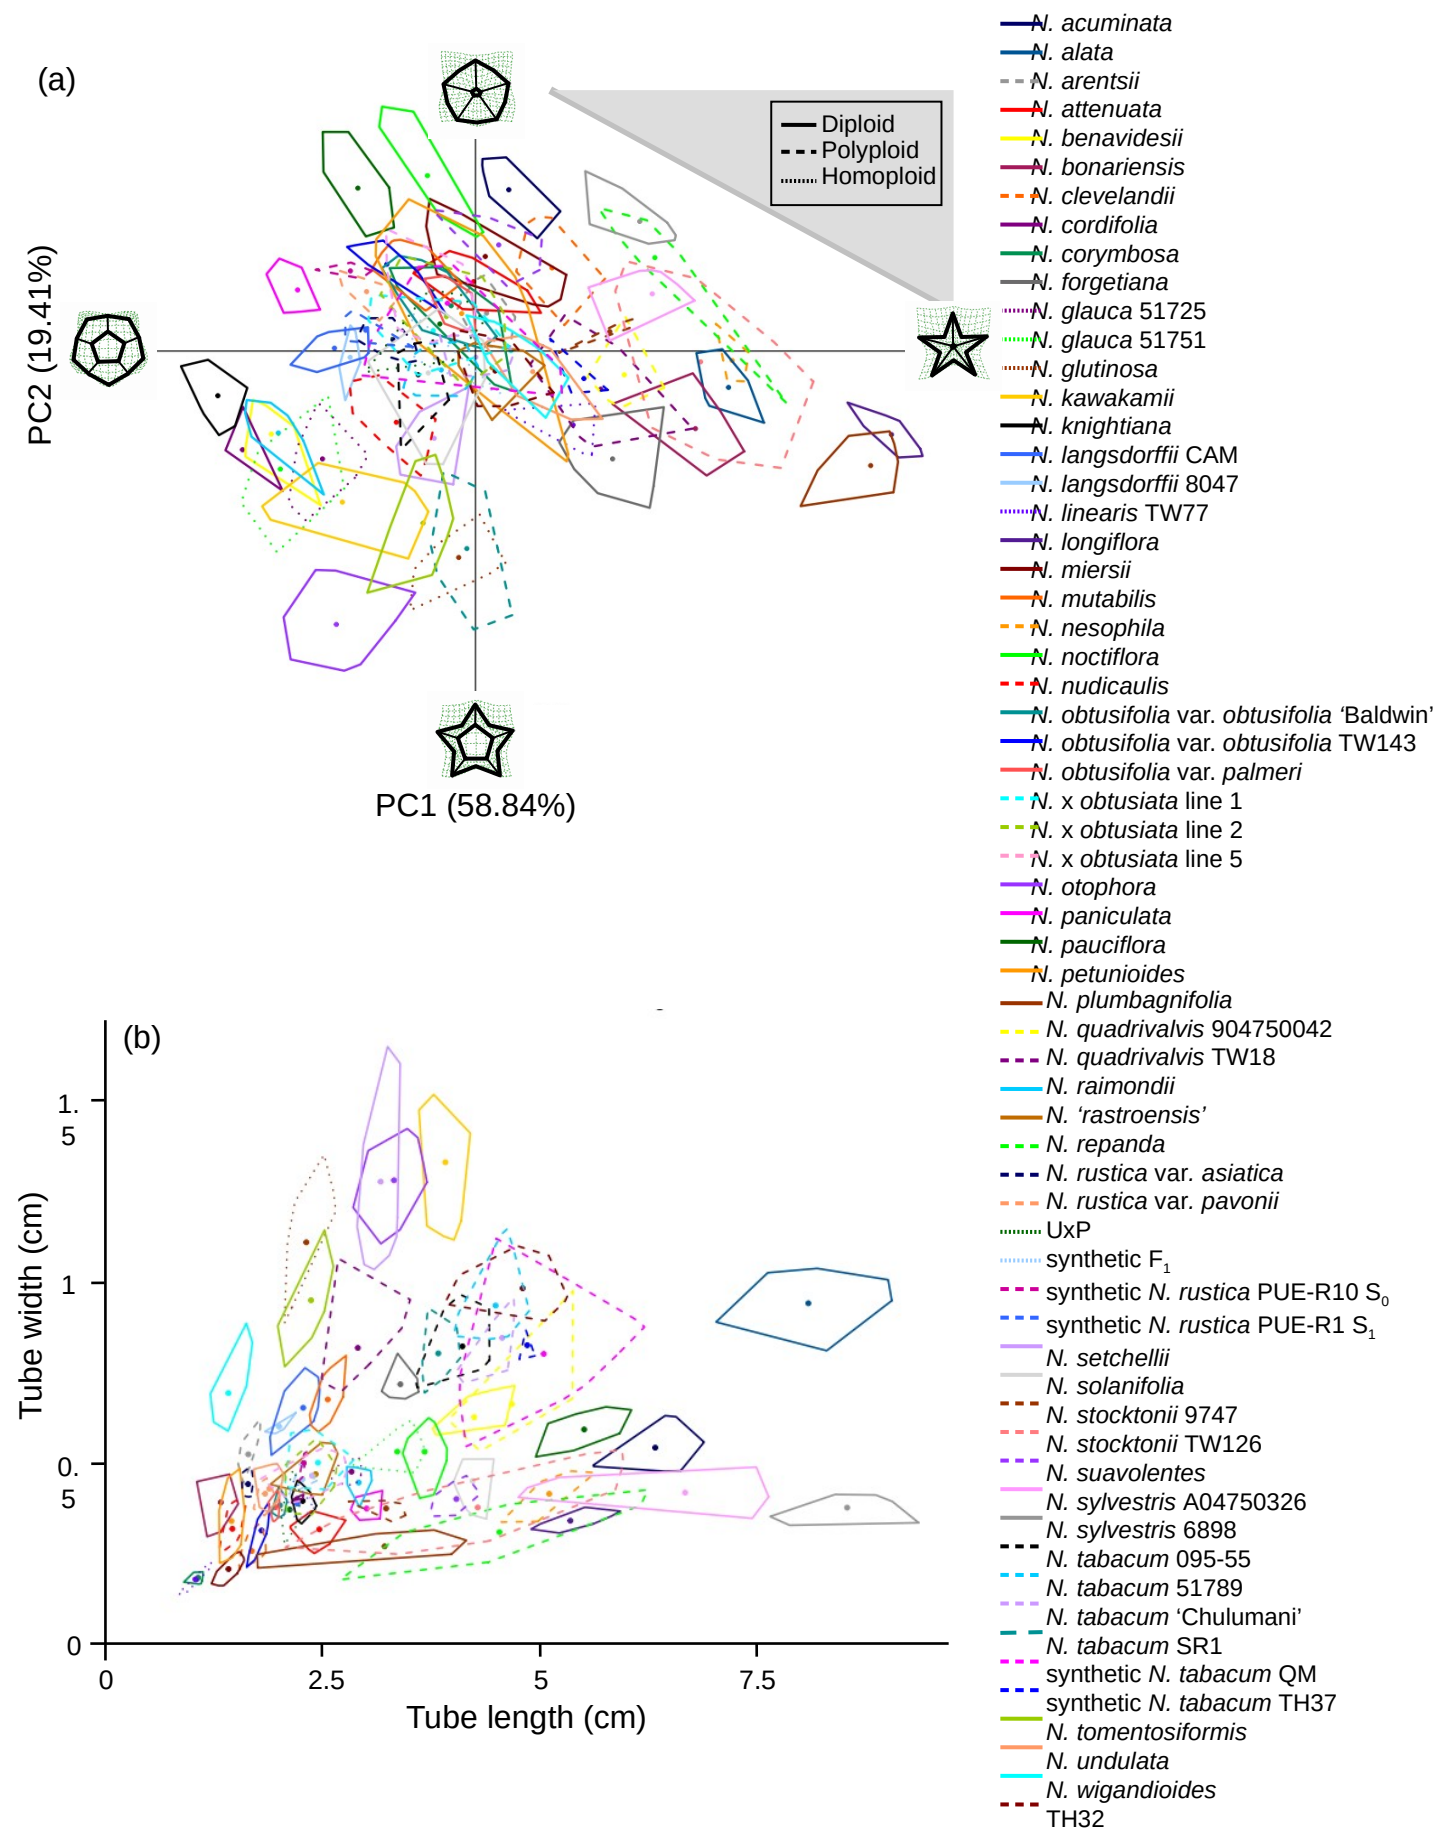 (a)
Diploid
Polyploid
Homoploid
PC2 (19.41%)
PC1 (58.84%)
(b)
1.
5
1
0.
5
0
0
2.5
5
7.5
Tube width (cm)
Tube length (cm)
N. acuminata
N. alata
N. arentsii
N. attenuata
N. benavidesii
N. bonariensis
N. clevelandii
N. cordifolia
N. corymbosa
N. forgetiana
N. glauca 51725
N. glauca 51751
N. glutinosa
N. kawakamii
N. knightiana
N. langsdorffii CAM
N. langsdorffii 8047
N. linearis TW77
N. longiflora
N. miersii
N. mutabilis
N. nesophila
N. noctiflora
N. nudicaulis
N. obtusifolia var. obtusifolia ‘Baldwin’
N. obtusifolia var. obtusifolia TW143
N. obtusifolia var. palmeri
N. x obtusiata line 1
N. x obtusiata line 2
N. x obtusiata line 5
N. otophora
N. paniculata
N. pauciflora
N. petunioides
N. plumbagnifolia
N. quadrivalvis 904750042
N. quadrivalvis TW18
N. raimondii
N. ‘rastroensis’
N. repanda
N. rustica var. asiatica
N. rustica var. pavonii
UxP
synthetic F1
synthetic N. rustica PUE-R10 S0
synthetic N. rustica PUE-R1 S1
N. setchellii
N. solanifolia
N. stocktonii 9747
N. stocktonii TW126
N. suavolentes
N. sylvestris A04750326
N. sylvestris 6898
N. tabacum 095-55
N. tabacum 51789
N. tabacum ‘Chulumani’
N. tabacum SR1
synthetic N. tabacum QM
synthetic N. tabacum TH37
N. tomentosiformis
N. undulata
N. wigandioides
TH32